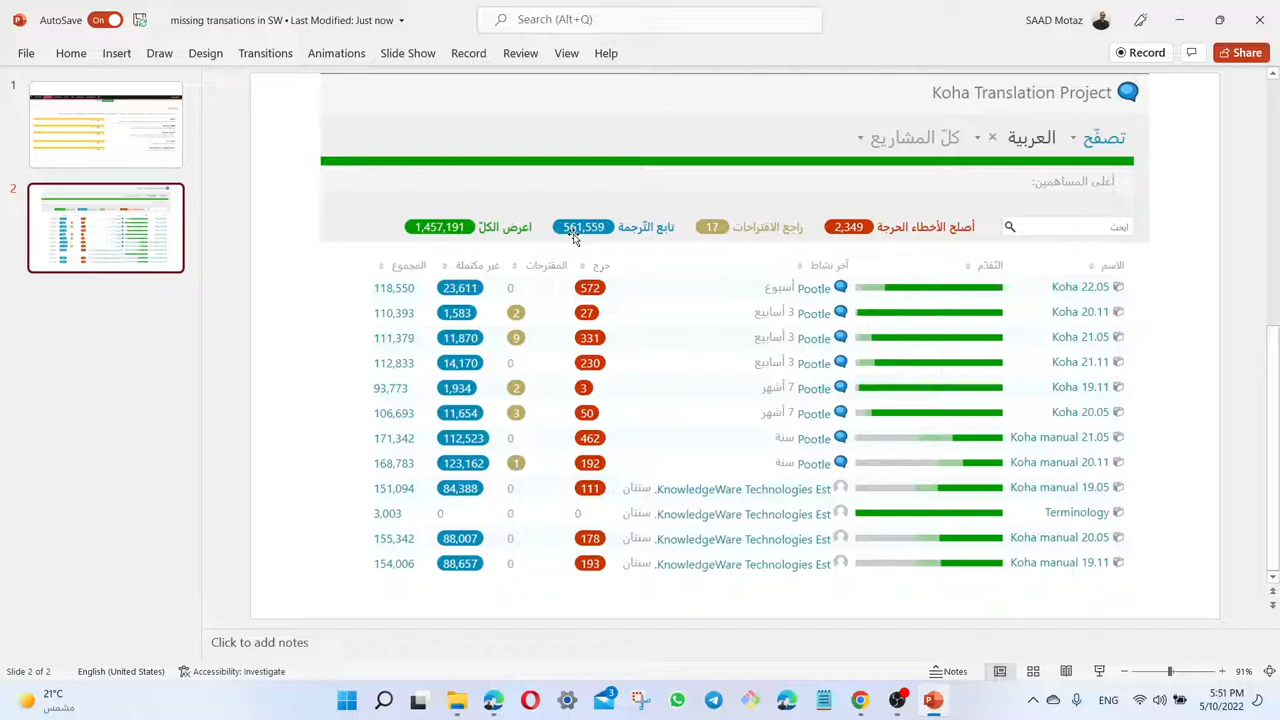 AutoSave On missing transations in SW • Last Modified: Just now Search (Alt+Q) SAAD Motaz
File Home Insert Draw Design Transitions Animations Slide Show Record Review View Help Record Share
1
2
Koha Translation Project
تصفّح العربية × كلّ المشاريع
أعلى المساهمين:
ابحث أصلح الأخطاء الحرجة 2,349 راجع الاقتراحات 17 تابع التّرجمة 561,559 اعرض الكلّ 1,457,191
الاسم التّقدّم آخر نشاط حرج المقترحات غير مكتملة المجموع
Koha 22.05 Pootle أسبوع 572 0 23,611 118,550
Koha 20.11 Pootle 3 أسابيع 27 2 1,583 110,393
Koha 21.05 Pootle 3 أسابيع 331 9 11,870 111,379
Koha 21.11 Pootle 3 أسابيع 230 0 14,170 112,833
Koha 19.11 Pootle 7 أشهر 3 2 1,934 93,773
Koha 20.05 Pootle 7 أشهر 50 3 11,654 106,693
Koha manual 21.05 Pootle سنة 462 0 112,523 171,342
Koha manual 20.11 Pootle سنة 192 1 123,162 168,783
Koha manual 19.05 KnowledgeWare Technologies Est. سنتان 111 0 84,388 151,094
Terminology KnowledgeWare Technologies Est. سنتان 0 0 0 3,003
Koha manual 20.05 KnowledgeWare Technologies Est. سنتان 178 0 88,007 155,342
Koha manual 19.11 KnowledgeWare Technologies Est. سنتان 193 0 88,657 154,006
Click to add notes
Slide 2 of 2 English (United States) Accessibility: Investigate Notes 91%
21°C
مشمس
3
ENG
5:51 PM
5/10/2022